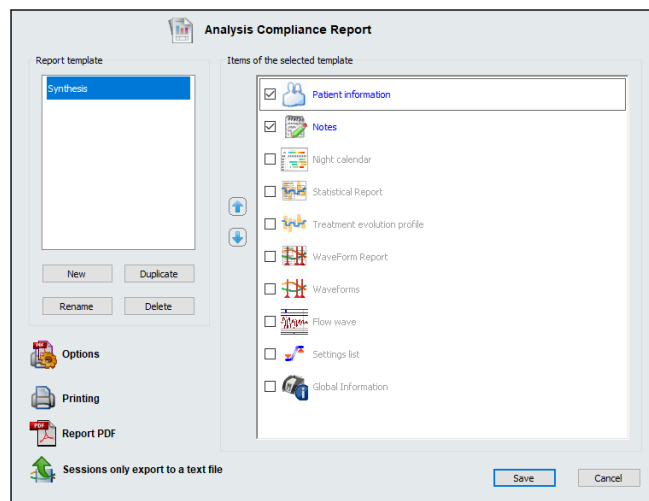 Analysis Compliance Report
Report template
Items of the selected template
Synthesis
Patient information
Notes
Night calendar
Statistical Report
Treatment evolution profile
WaveForm Report
Waveforms
Flow wave
Settings list
Global Information
New
Duplicate
Rename
Delete
Options
Printing
PDF
Report PDF
Sessions only export to a text file
Save
Cancel